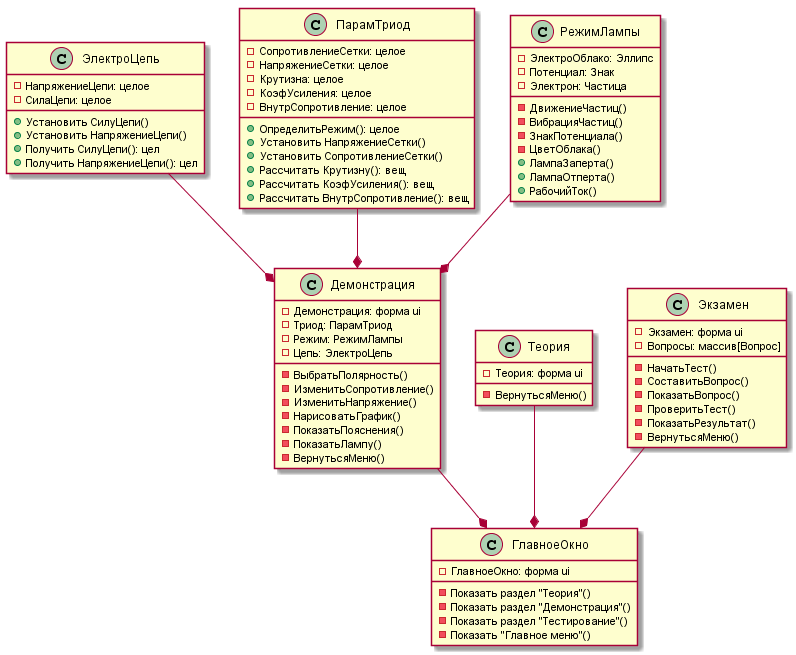 C ЭлектроЦепь
НапряжениеЦепи: целое
СилаЦепи: целое
Установить СилуЦепи()
Установить НапряжениеЦепи()
Получить СилуЦепи(): цел
Получить НапряжениеЦепи(): цел
C ПарамТриод
СопротивлениеСетки: целое
НапряжениеСетки: целое
Крутизна: целое
КоэфУсиления: целое
ВнутрСопротивление: целое
ОпределитьРежим(): целое
Установить НапряжениеСетки()
Установить СопротивлениеСетки()
Рассчитать Крутизну(): вещ
Рассчитать КоэфУсиления(): вещ
Рассчитать ВнутрСопротивление(): вещ
C РежимЛампы
ЭлектроОблако: Эллипс
Потенциал: Знак
Электрон: Частица
ДвижениеЧастиц()
ВибрацияЧастиц()
ЗнакПотенциала()
ЦветОблака()
ЛампаЗаперта()
ЛампаОтперта()
РабочийТок()
C Демонстрация
Демонстрация: форма ui
Триод: ПарамТриод
Режим: РежимЛампы
Цепь: ЭлектроЦепь
ВыбратьПолярность()
ИзменитьСопротивление()
ИзменитьНапряжение()
НарисоватьГрафик()
ПоказатьПояснения()
ПоказатьЛампу()
ВернутьсяМеню()
C Теория
Теория: форма ui
ВернутьсяМеню()
C Экзамен
Экзамен: форма ui
Вопросы: массив[Вопрос]
НачатьТест()
СоставитьВопрос()
ПоказатьВопрос()
ПроверитьТест()
ПоказатьРезультат()
ВернутьсяМеню()
C ГлавноеОкно
ГлавноеОкно: форма ui
Показать раздел "Теория"()
Показать раздел "Демонстрация"()
Показать раздел "Тестирование"()
Показать "Главное меню"()